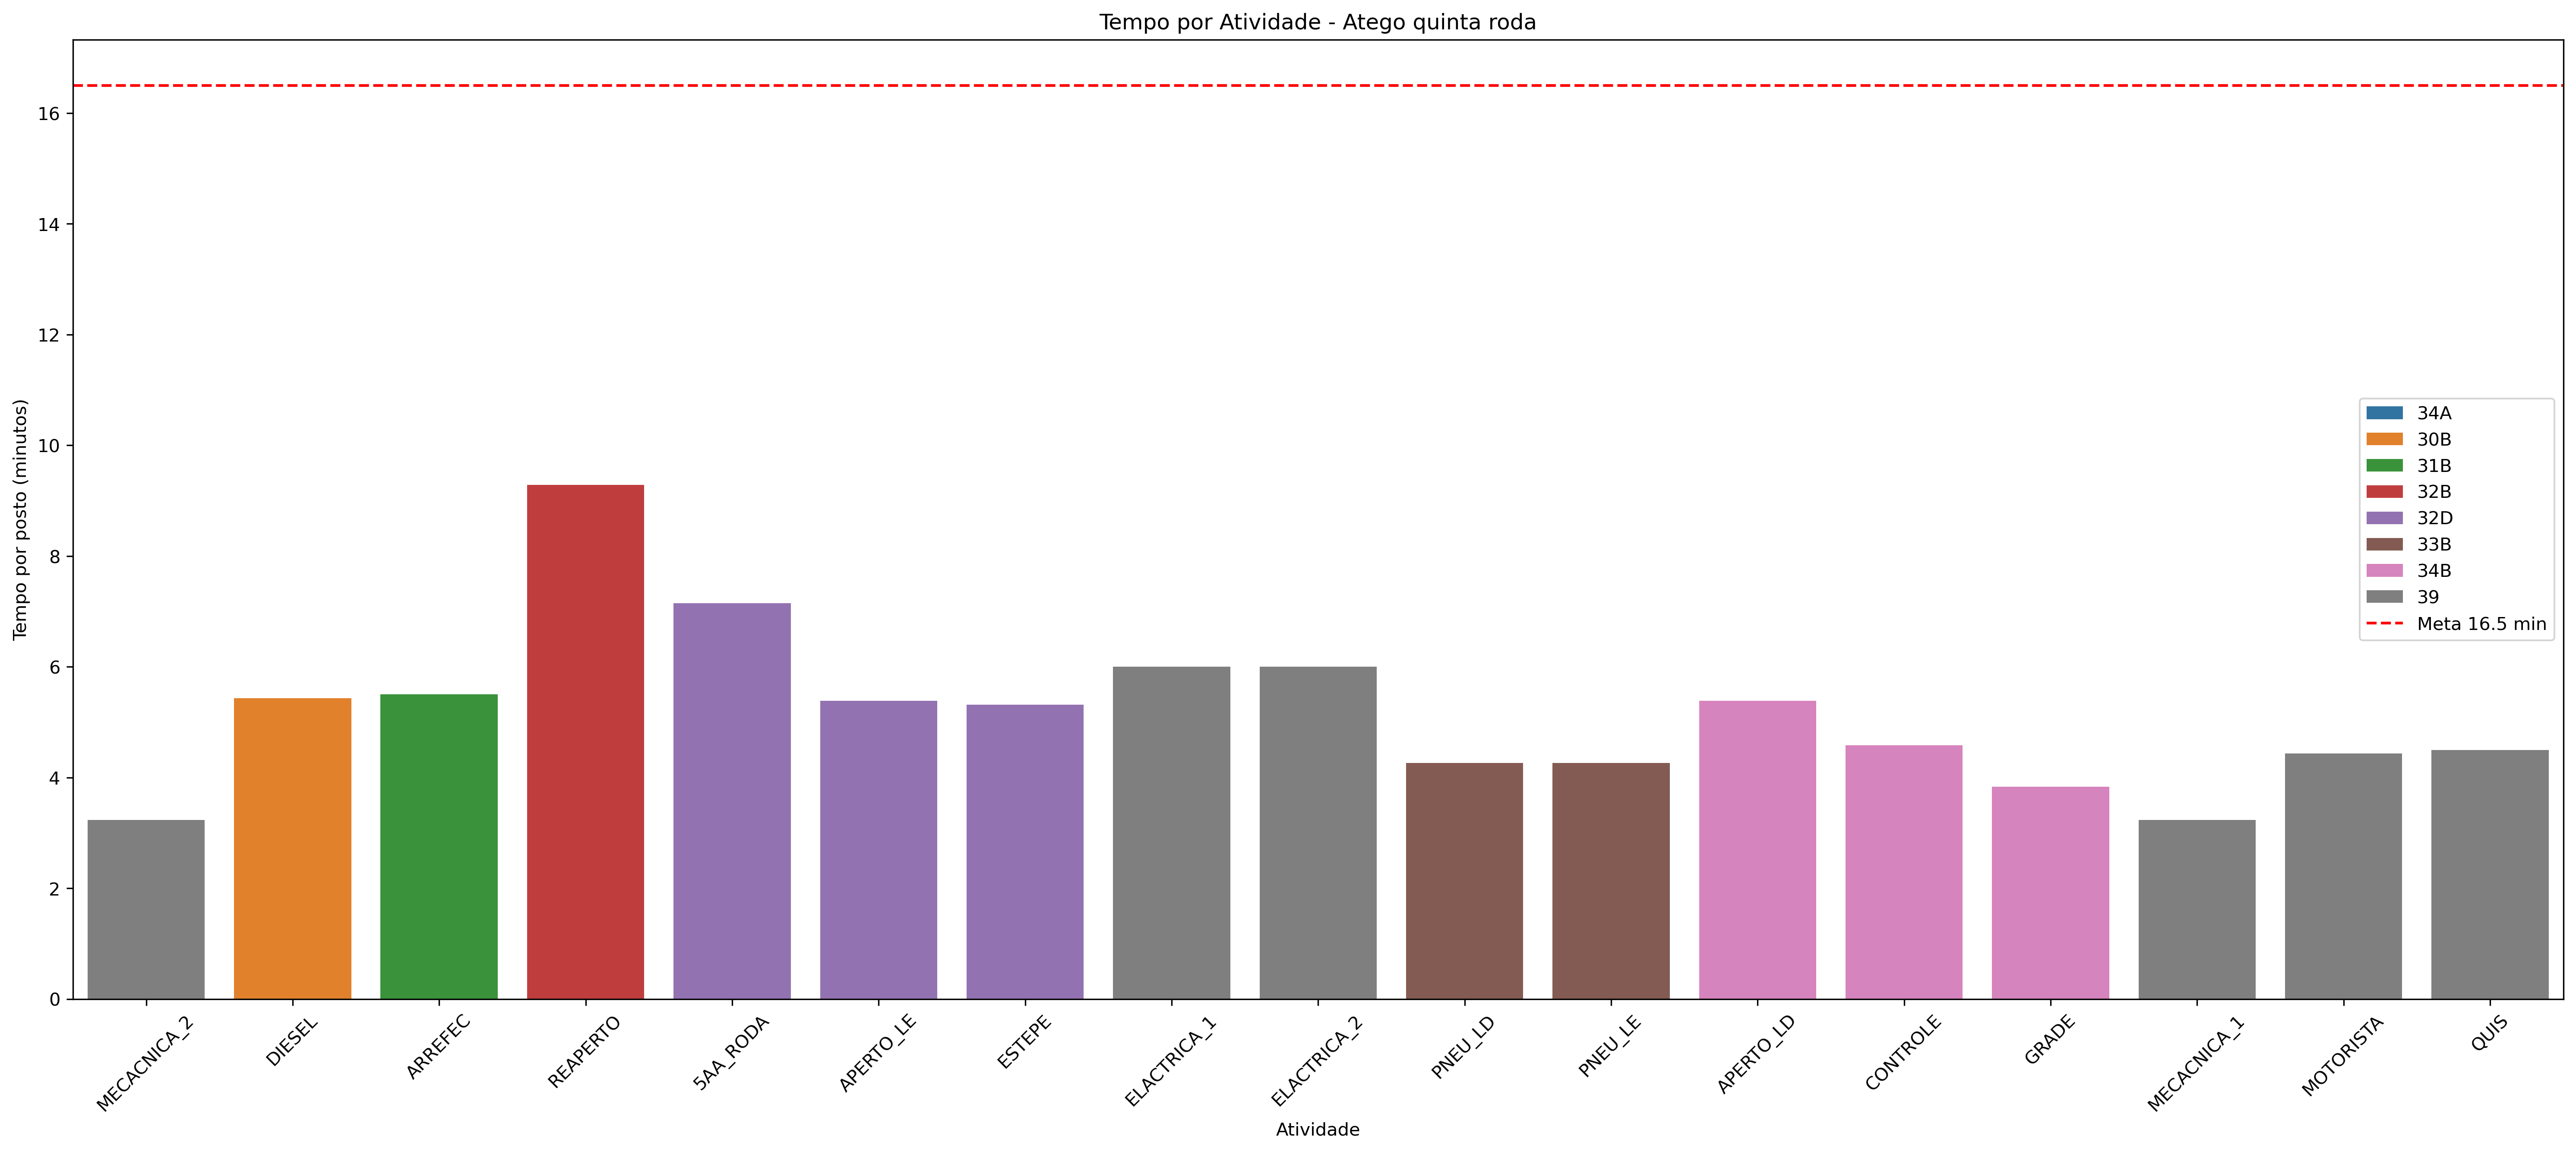 Tempo por Atividade - Atego quinta roda
Tempo por posto (minutos)
16
14
12
10
8
6
4
2
0
34A
30B
31B
32B
32D
33B
34B
39
Meta 16.5 min
MECACNICA_2
DIESEL
ARREFEC
REAPERTO
5AA_RODA
APERTO_LE
ESTEPE
ELACTRICA_1
ELACTRICA_2
PNEU_LD
PNEU_LE
APERTO_LD
CONTROLE
GRADE
MECACNICA_1
MOTORISTA
QUIS
Atividade